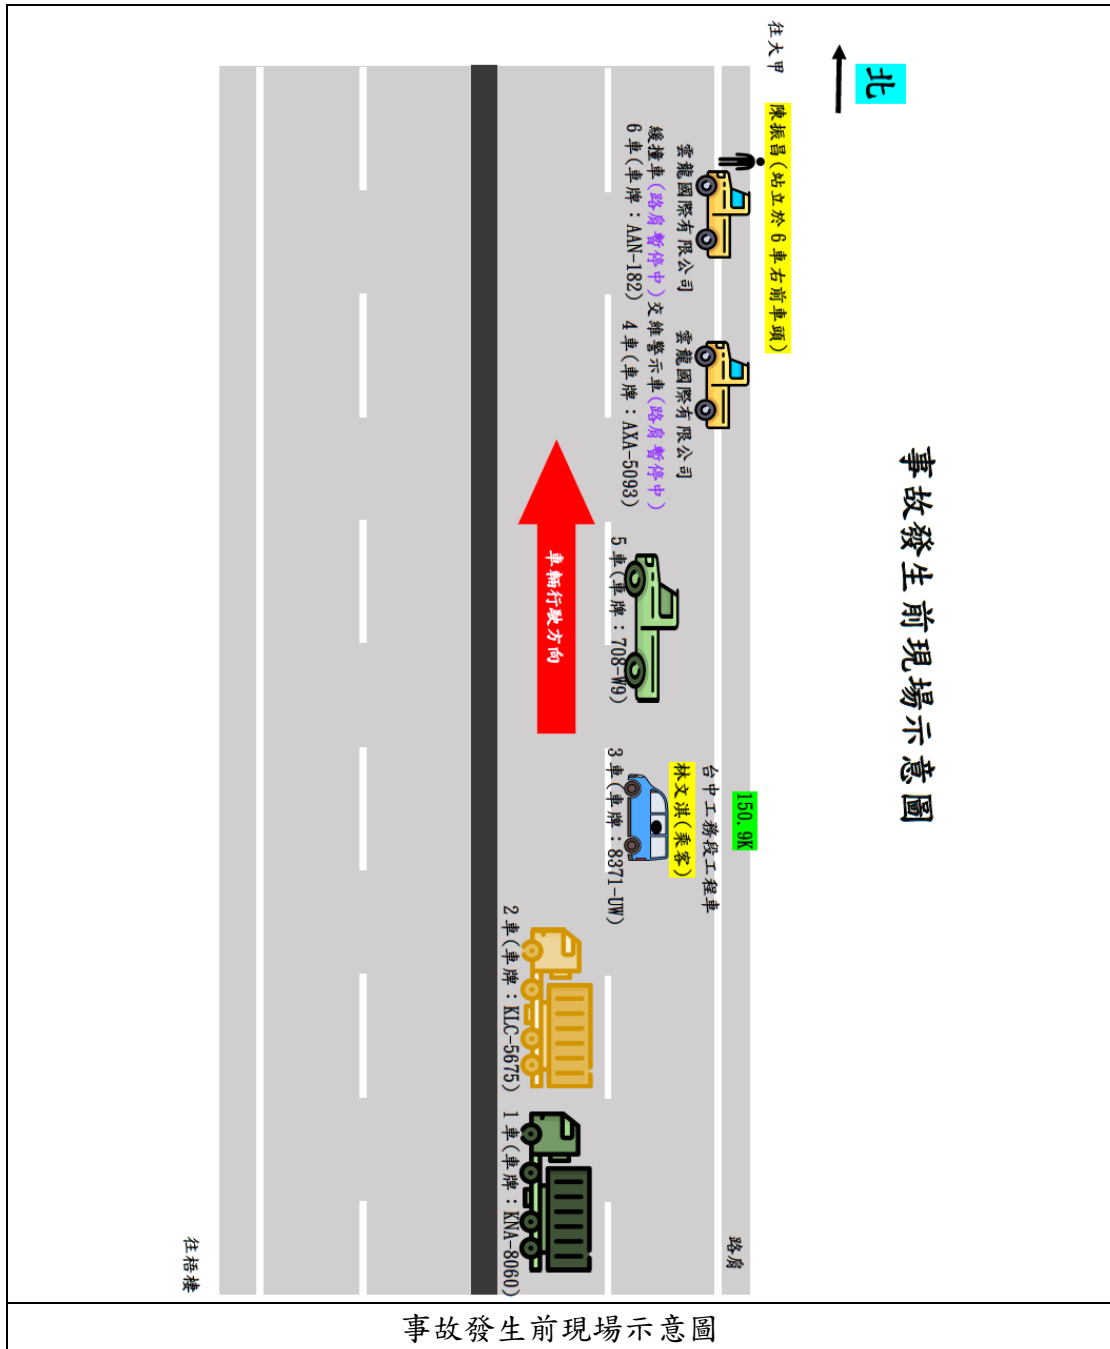 事故發生前現場示意圖
北
往大甲
陳振昌(站立於6車右前車頭)
雲龍國際有限公司
緩撞車(路肩暫停中)
6車(車牌：AAN-182)
雲龍國際有限公司
交維警示車(路肩暫停中)
4車(車牌：AXA-5093)
車輛行駛方向
5車(車牌：708-W9)
150.9K
台中工務段工程車
林文淇(乘客)
3車(車牌：8371-UW)
2車(車牌：KLC-5675)
1車(車牌：KNA-8060)
路肩
往梧棲
事故發生前現場示意圖